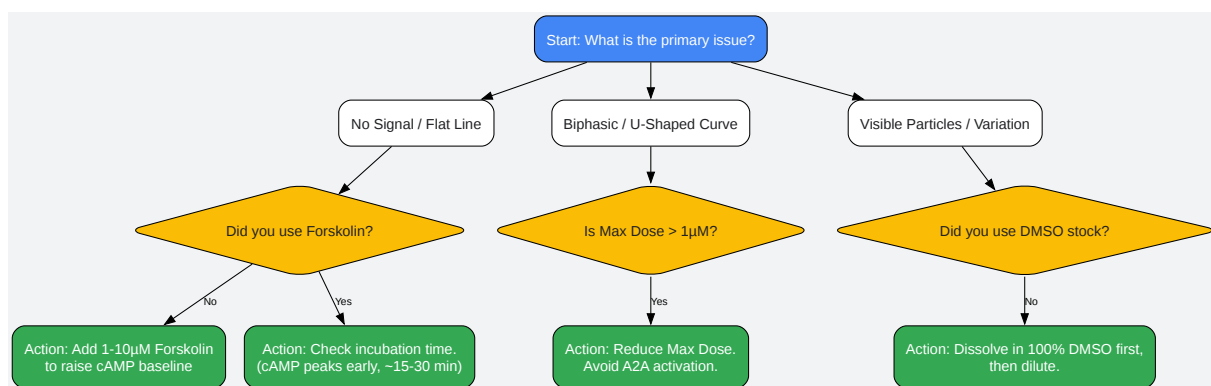 Start: What is the primary issue?
No Signal / Flat Line
Biphasic / U-Shaped Curve
Visible Particles / Variation
Did you use Forskolin?
Is Max Dose > 1µM?
Did you use DMSO stock?
No
Yes
Yes
No
Action: Add 1-10µM Forskolin
to raise cAMP baseline
Action: Check incubation time.
(cAMP peaks early, ~15-30 min)
Action: Reduce Max Dose.
Avoid A2A activation.
Action: Dissolve in 100% DMSO first,
then dilute.